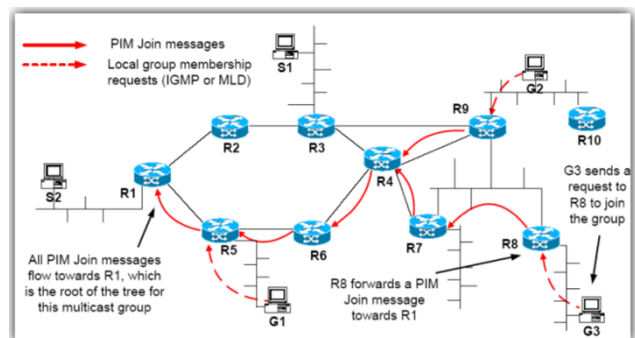 PIM Join messages
Local group membership
requests (IGMP or MLD)
S1
G2
R9
R10
R2
R3
R4
S2
R1
G3 sends a
request to
R8 to join
the group
R5
R6
R7
R8
All PIM Join messages
flow towards R1, which
is the root of the tree for
this multicast group
R8 forwards a PIM
Join message
towards R1
G1
G3